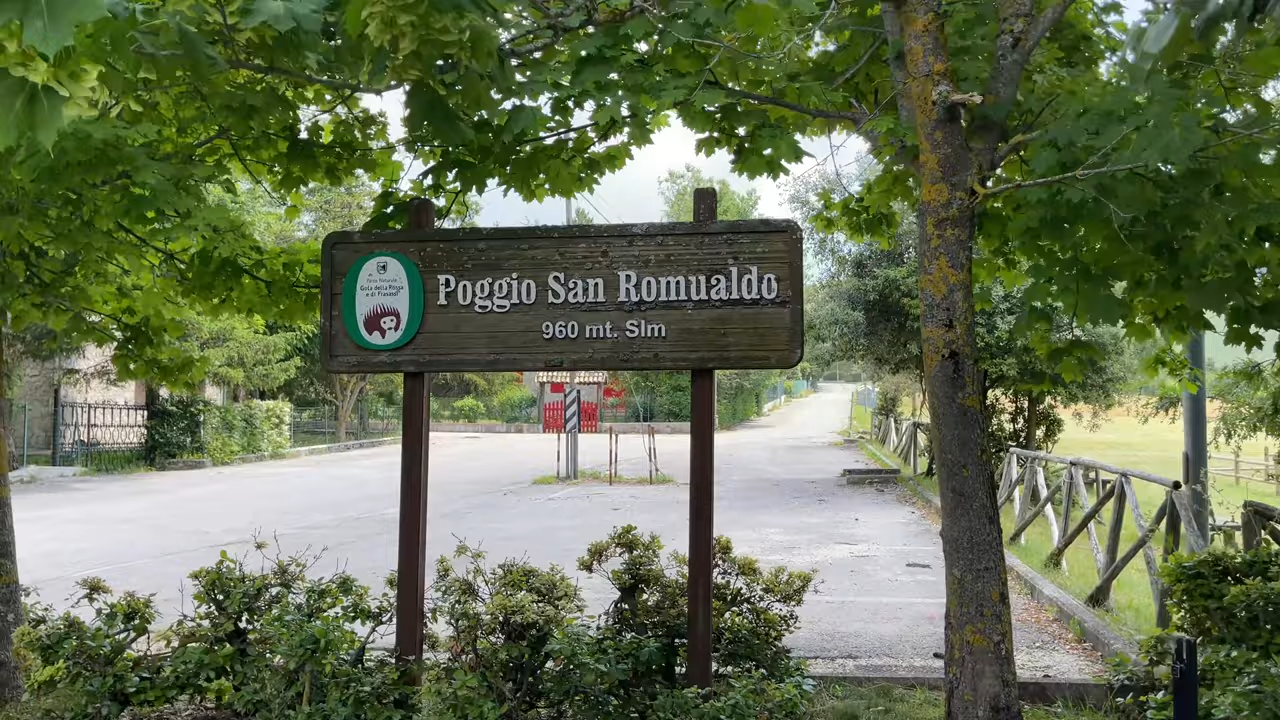 Parco Naturale
Gola della Rossa
e di Frasassi
Poggio San Romualdo
960 mt. Slm